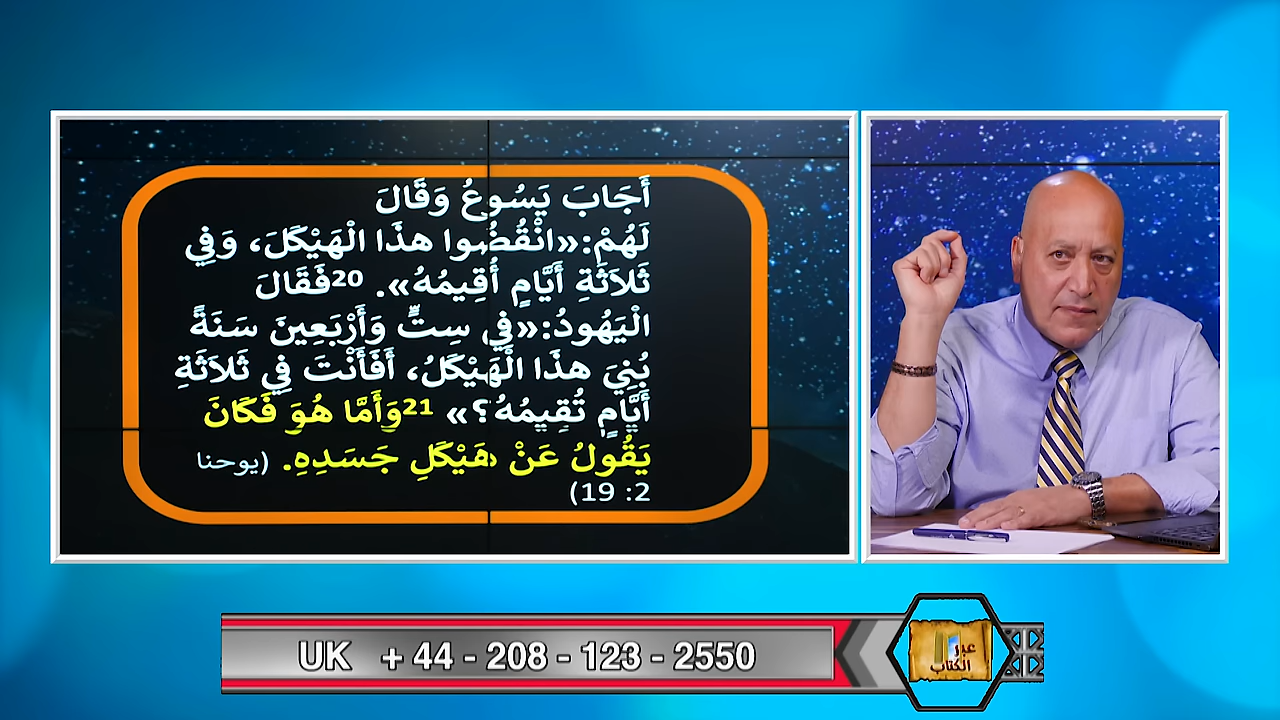 أَجَابَ يَسُوعُ وَقَالَ
لَهُمْ:«انْقُضُوا هذَا الْهَيْكَلَ، وَفِي
ثَلاَثَةِ أَيَّامٍ أُقِيمُهُ». 20فَقَالَ
الْيَهُودُ:«فِي سِتٍّ وَأَرْبَعِينَ سَنَةً
بُنِيَ هذَا الْهَيْكَلُ، أَفَأَنْتَ فِي ثَلاَثَةِ
أَيَّامٍ تُقِيمُهُ؟» 21وَأَمَّا هُوَ فَكَانَ
يَقُولُ عَنْ هَيْكَلِ جَسَدِهِ. (يوحنا
2: 19)
UK + 44 - 208 - 123 - 2550
عبر
الكتاب